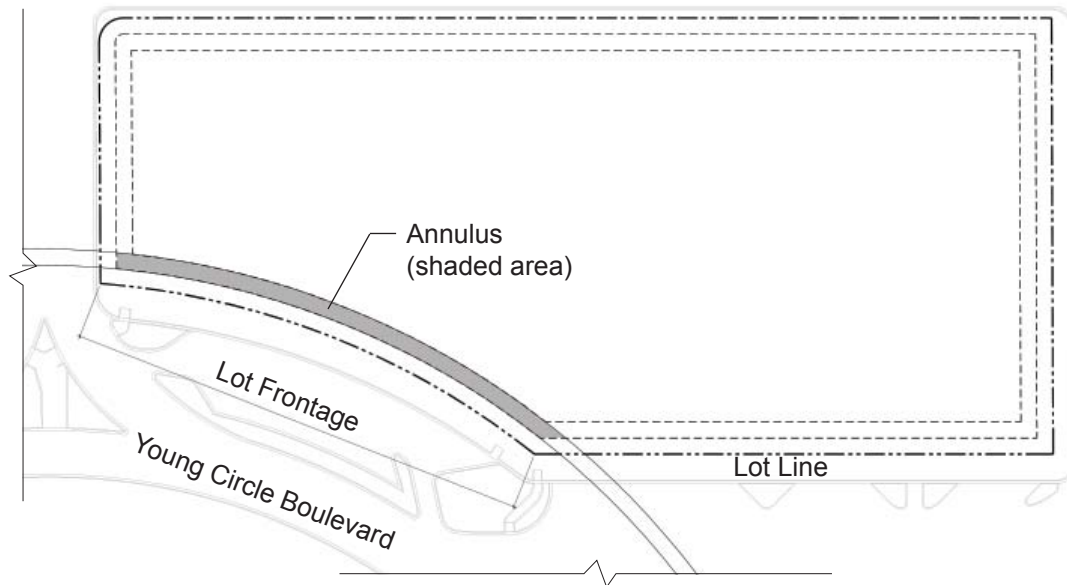 Annulus
(shaded area)
Lot Frontage
Young Circle Boulevard
Lot Line